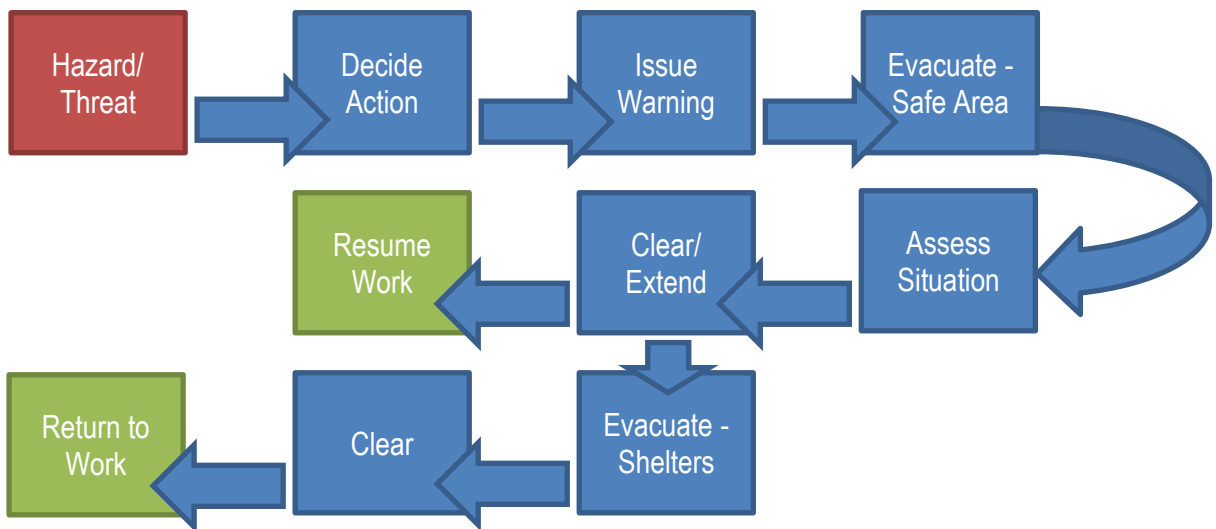 Hazard/
Threat
Decide
Action
Issue
Warning
Evacuate -
Safe Area
Assess
Situation
Clear/
Extend
Resume
Work
Evacuate -
Shelters
Clear
Return to
Work